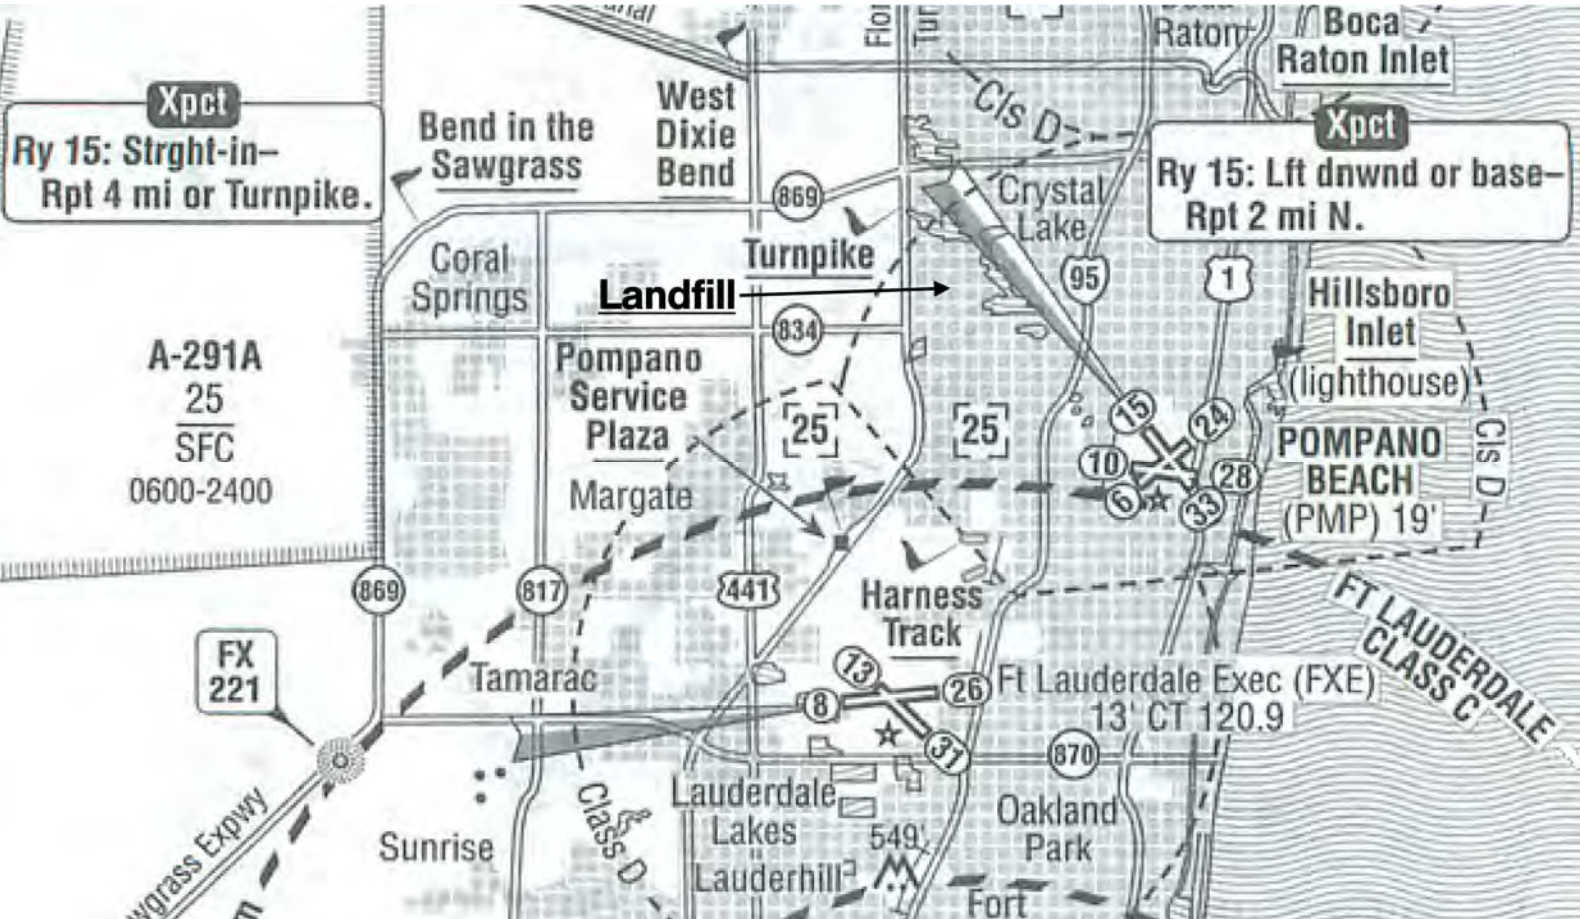 Boca
Raton Inlet
Raton
Xpct
Ry 15: Strght-in–
Rpt 4 mi or Turnpike.
Bend in the
Sawgrass
West
Dixie
Bend
Cls D
Xpct
Ry 15: Lft dnwnd or base–
Rpt 2 mi N.
869
Crystal
Lake
Coral
Springs
Turnpike
Landfill
95
1
Hillsboro
Inlet
(lighthouse)
834
A-291A
25
SFC
0600-2400
Pompano
Service
Plaza
25
25
15
24
10
28
6
33
POMPANO
BEACH
(PMP) 19'
Cls D
Margate
869
817
441
Harness
Track
FT LAUDERDALE
CLASS C
FX
221
Tamarac
13
8
26
31
Ft Lauderdale Exec (FXE)
13' CT 120.9
870
Class D
Lauderdale
Lakes
Oakland
Park
Sunrise
549'
Lauderhill
Fort
wgrass Expwy